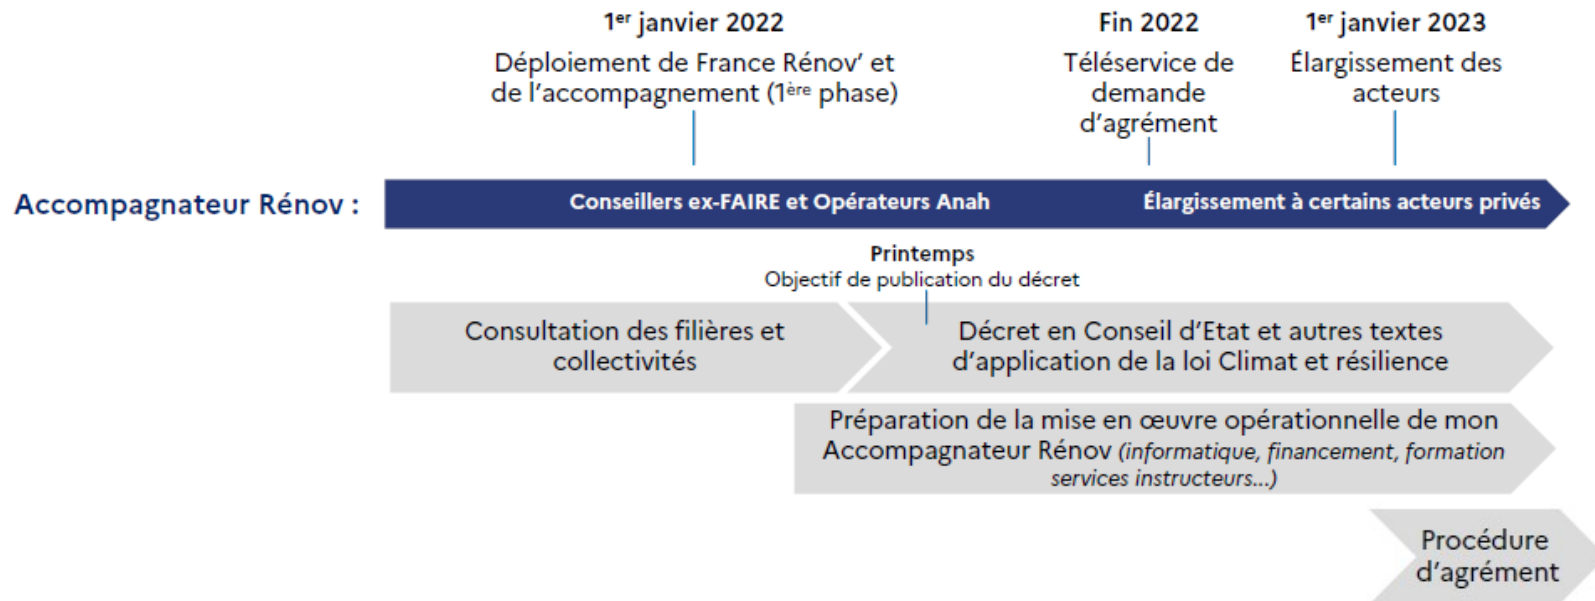 1er janvier 2022
Déploiement de France Rénov’ et
de l’accompagnement (1ère phase)
Fin 2022
Téléservice de
demande
d’agrément
1er janvier 2023
Élargissement des
acteurs
Accompagnateur Rénov :
Conseillers ex-FAIRE et Opérateurs Anah
Élargissement à certains acteurs privés
Printemps
Objectif de publication du décret
Consultation des filières et
collectivités
Décret en Conseil d’Etat et autres textes
d’application de la loi Climat et résilience
Préparation de la mise en œuvre opérationnelle de mon
Accompagnateur Rénov (informatique, financement, formation
services instructeurs...)
Procédure
d’agrément